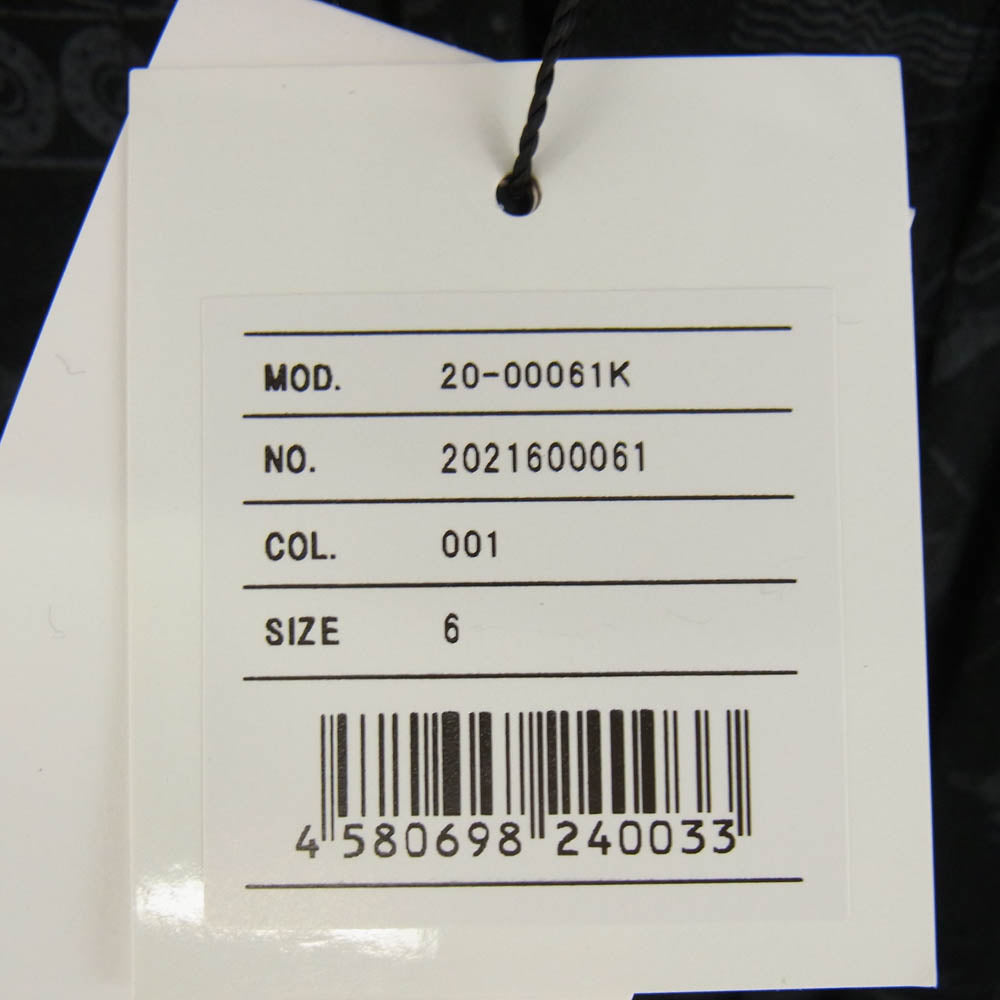 MOD. 20-00061K
NO. 2021600061
COL. 001
SIZE 6
4 580698 240033